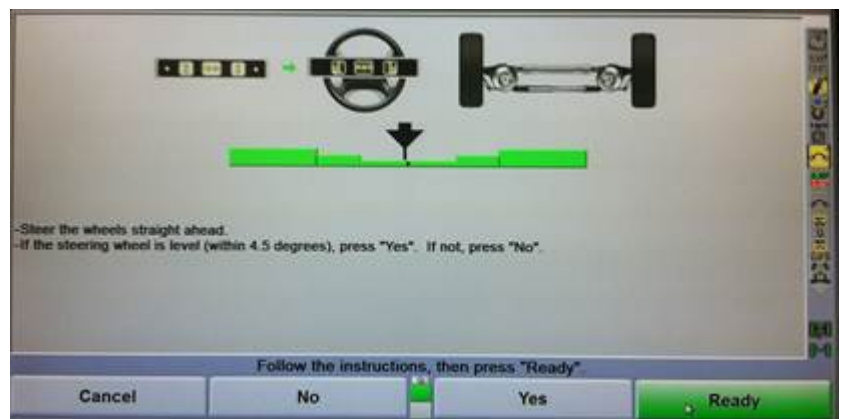 -Steer the wheels straight ahead.
-If the steering wheel is level (within 4.5 degrees), press "Yes".  If not, press "No".
Follow the instructions, then press "Ready".
Cancel
No
Yes
Ready